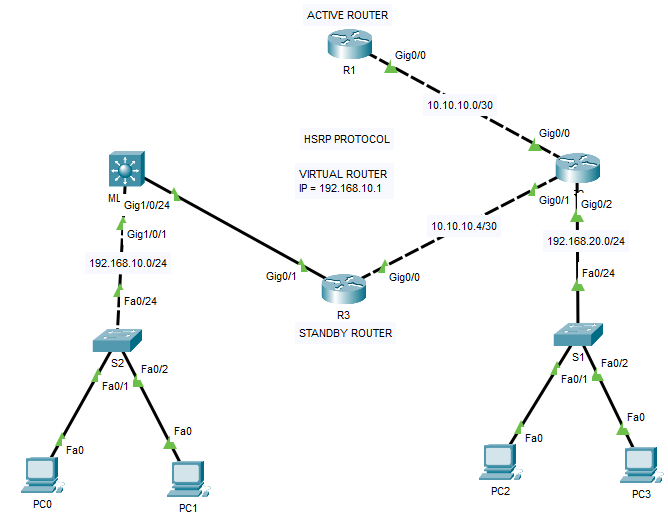 ACTIVE ROUTER
Gig0/0
R1
10.10.10.0/30
HSRP PROTOCOL
Gig0/0
VIRTUAL ROUTER
IP = 192.168.10.1
ML
Gig1/0/24
Gig0/1
Gig0/2
Gig1/0/1
10.10.10.4/30
192.168.20.0/24
192.168.10.0/24
Gig0/1
Gig0/0
Fa0/24
Fa0/24
R3
STANDBY ROUTER
S2
S1
Fa0/2
Fa0/2
Fa0/1
Fa0/1
Fa0
Fa0
Fa0
Fa0
PC0
PC1
PC2
PC3